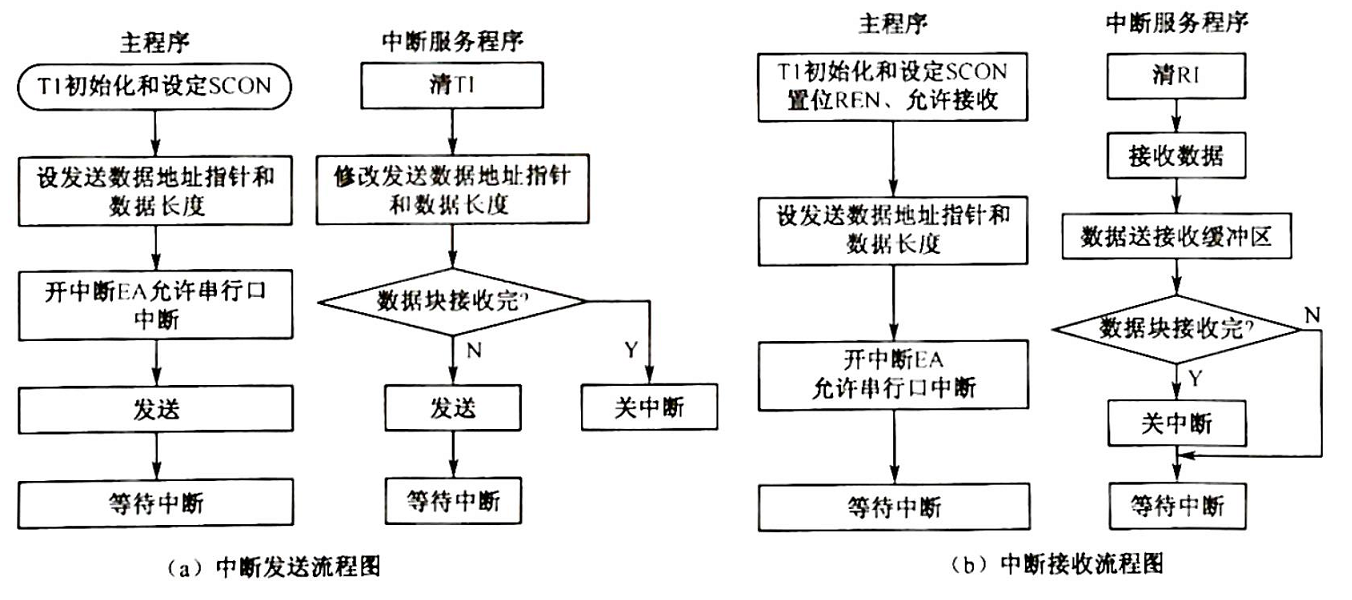 主程序
T1初始化和设定SCON
设发送数据地址指针和
数据长度
开中断EA允许串行口
中断
发送
等待中断
中断服务程序
清TI
修改发送数据地址指针
和数据长度
数据块接收完?
N
Y
发送
关中断
等待中断
(a) 中断发送流程图
主程序
T1初始化和设定SCON
置位REN、允许接收
设发送数据地址指针和
数据长度
开中断EA
允许串行口中断
等待中断
中断服务程序
清RI
接收数据
数据送接收缓冲区
数据块接收完?
N
Y
关中断
等待中断
(b) 中断接收流程图